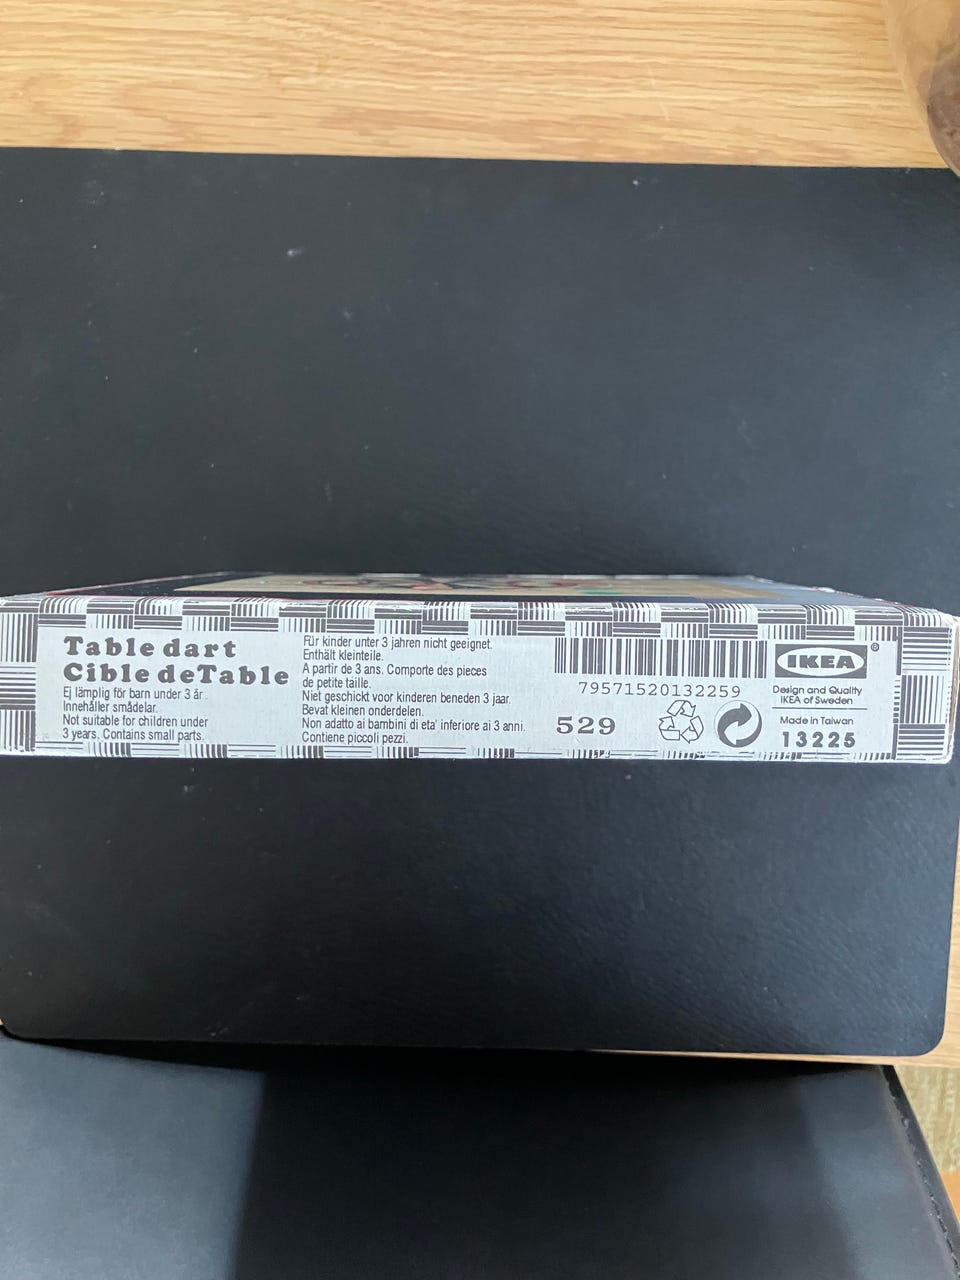 Table dart
Cible de Table
Ej lämplig för barn under 3 år.
Innehåller smådelar.
Not suitable for children under
3 years. Contains small parts.
Für kinder unter 3 jahren nicht geeignet.
Enthält kleinteile.
A partir de 3 ans. Comporte des pieces
de petite taille.
Niet geschickt voor kinderen beneden 3 jaar.
Bevat kleinen onderdelen.
Non adatto ai bambini di eta' inferiore ai 3 anni.
Contiene piccoli pezzi.
79571520132259
529
IKEA®
Design and Quality
IKEA of Sweden
Made in Taiwan
13225